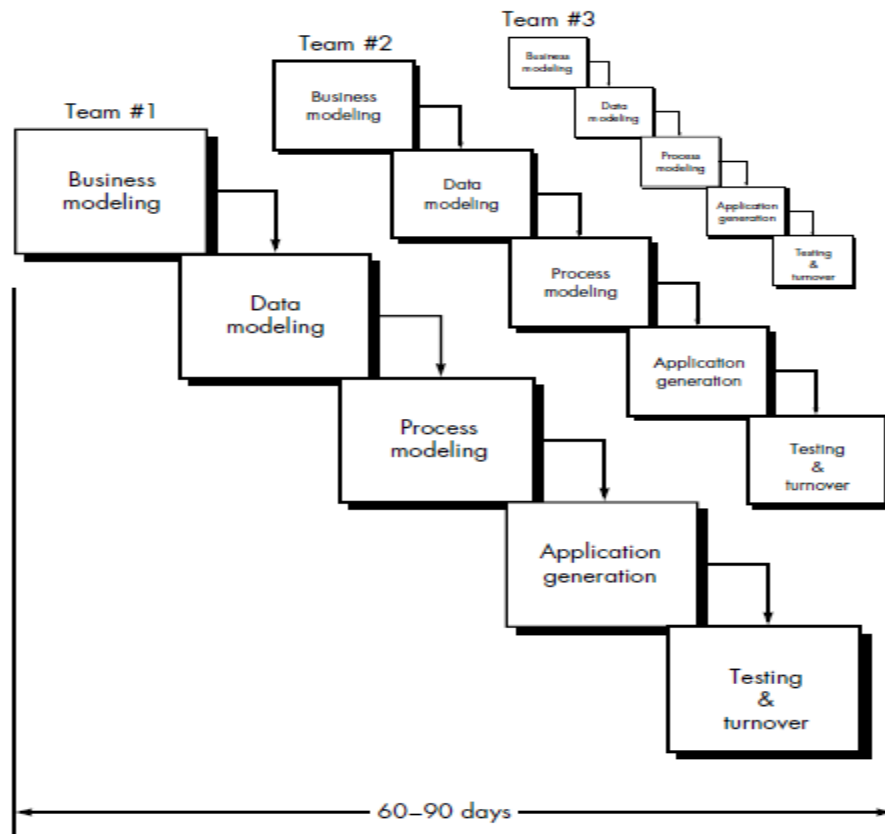 Team #1
Business
modeling
Data
modeling
Process
modeling
Application
generation
Testing
&
turnover
Team #2
Business
modeling
Data
modeling
Process
modeling
Application
generation
Testing
&
turnover
Team #3
Business
modeling
Data
modeling
Process
modeling
Application
generation
Testing
&
turnover
60–90 days